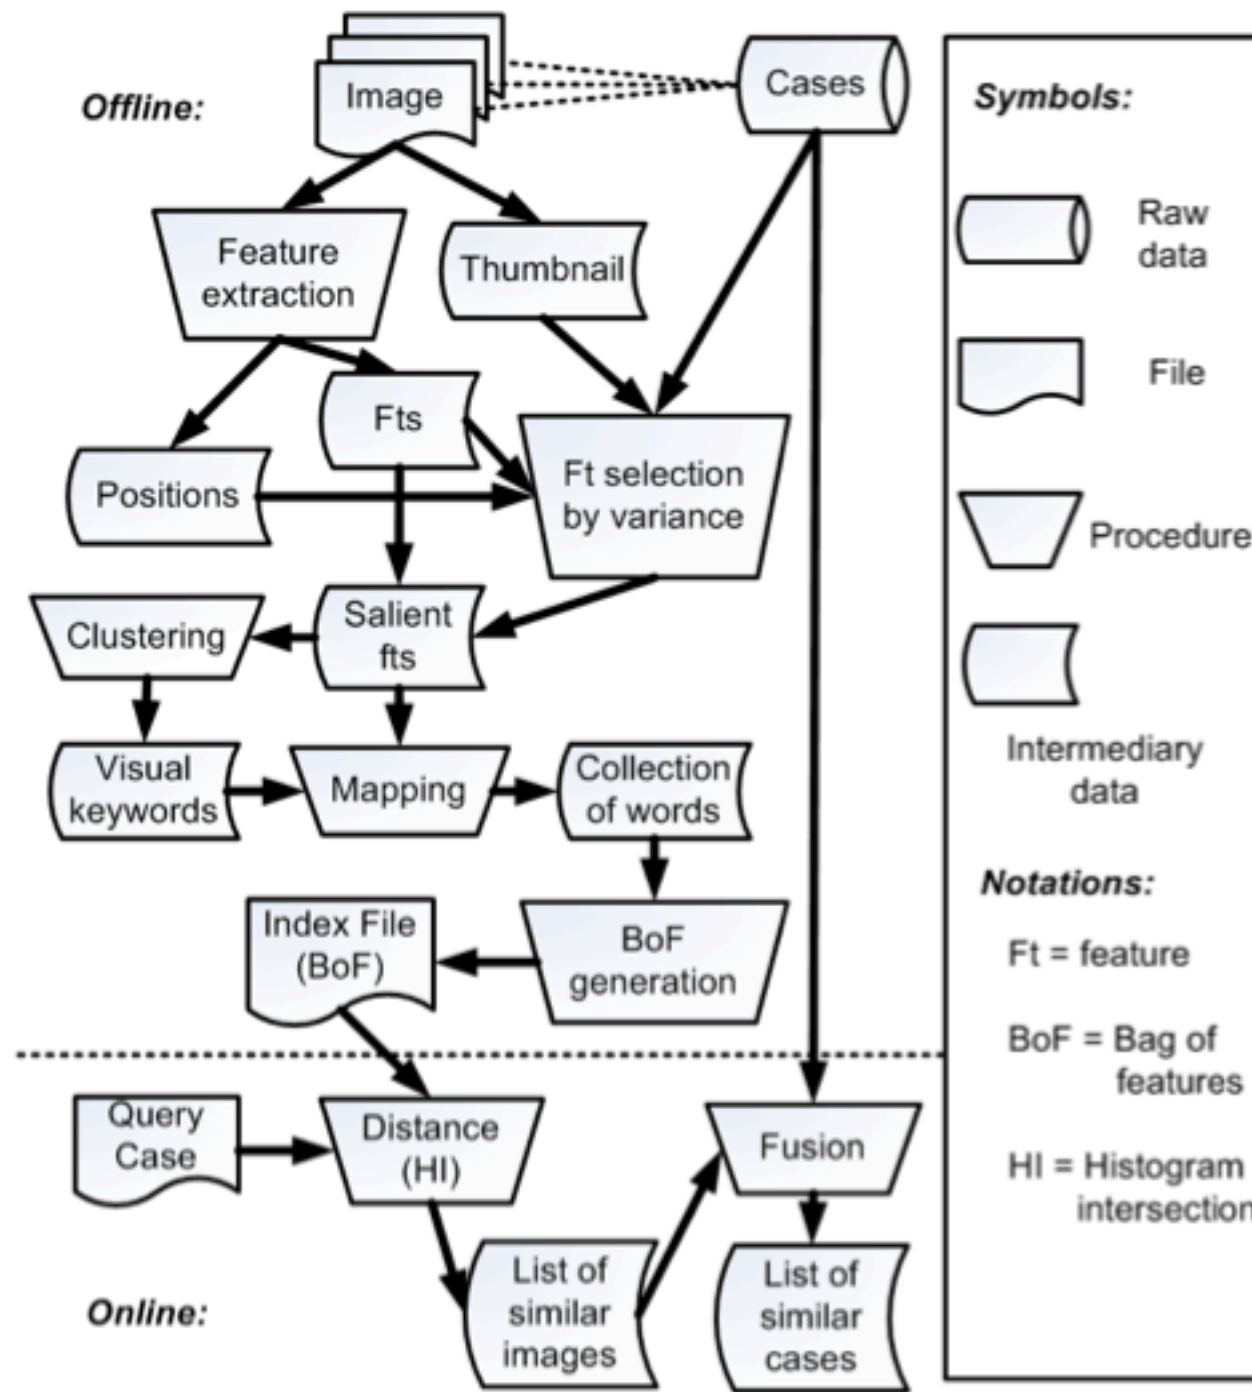 Offline:
Image
Cases
Feature
extraction
Thumbnail
Fts
Positions
Ft selection
by variance
Clustering
Salient
fts
Visual
keywords
Mapping
Collection
of words
Index File
(BoF)
BoF
generation
Query
Case
Distance
(HI)
Fusion
List of
similar
images
List of
similar
cases
Online:
Symbols:
Raw
data
File
Procedure
Intermediary
data
Notations:
Ft = feature
BoF = Bag of
features
HI = Histogram
intersection